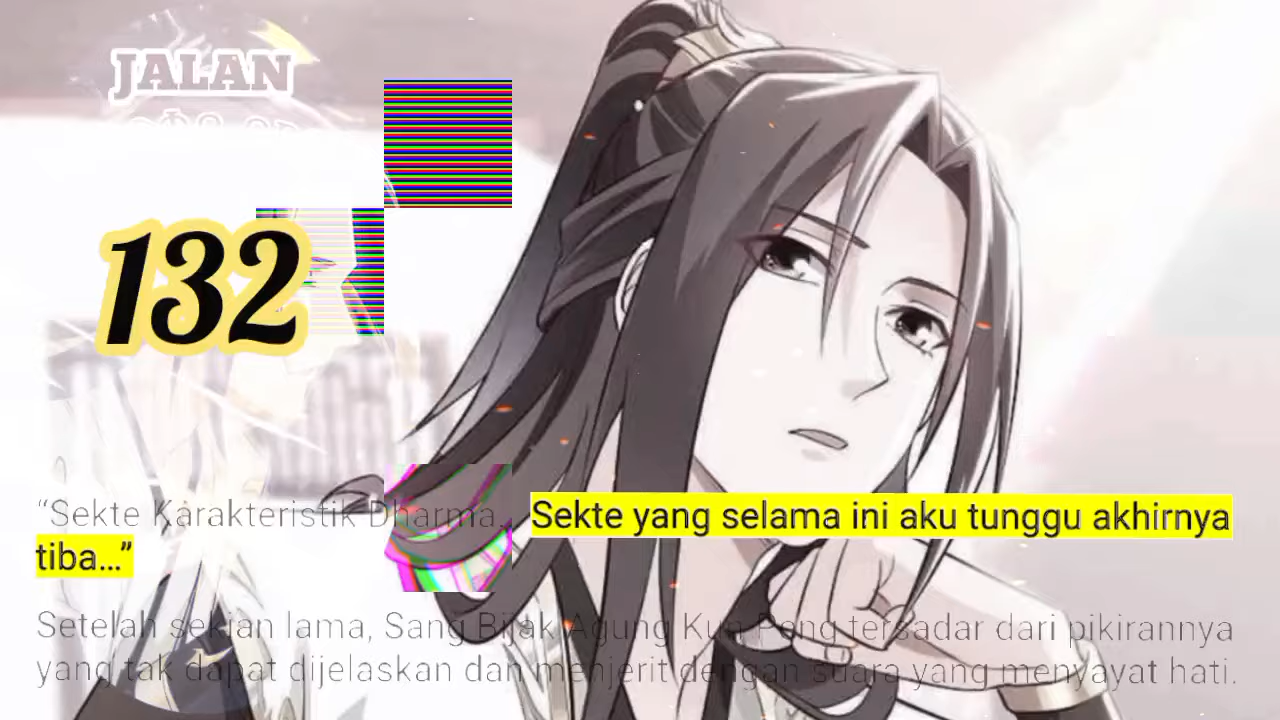 JALAN
132
“Sekte Karakteristik Dharma. Sekte yang selama ini aku tunggu akhirnya
tiba...”
Setelah sekian lama, Sang Bijak Agung Kun Peng tersadar dari pikirannya
yang tak dapat dijelaskan dan menjerit dengan suara yang menyayat hati.